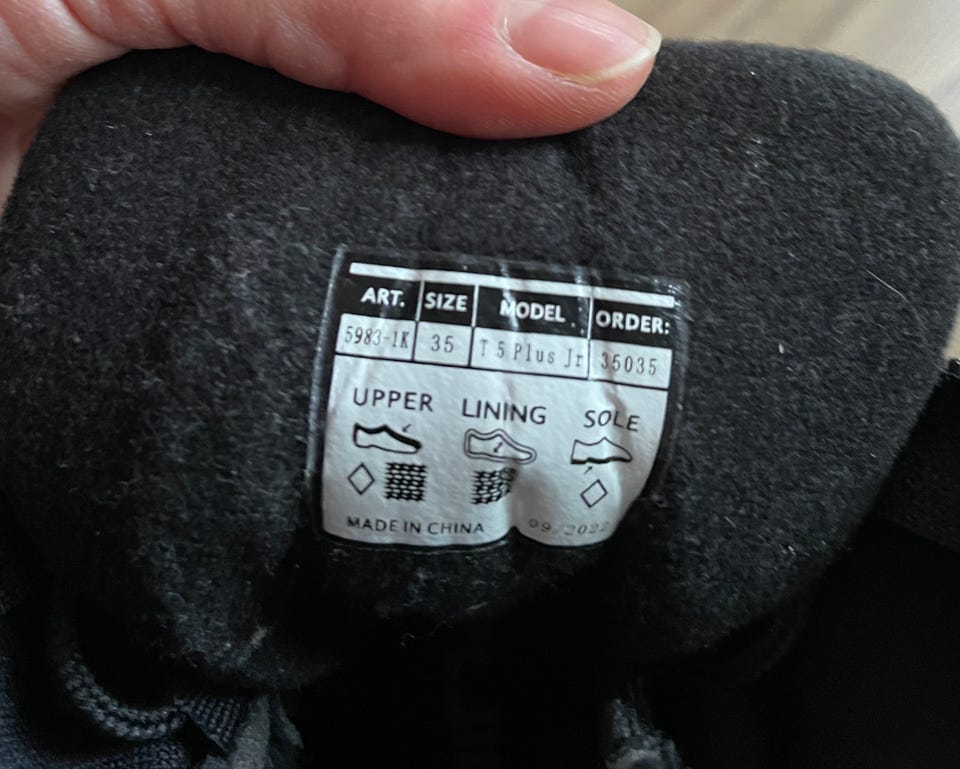 ART. SIZE MODEL ORDER:
5983-1K 35 T 5 Plus Jr 35035
UPPER LINING SOLE
MADE IN CHINA 09/2022